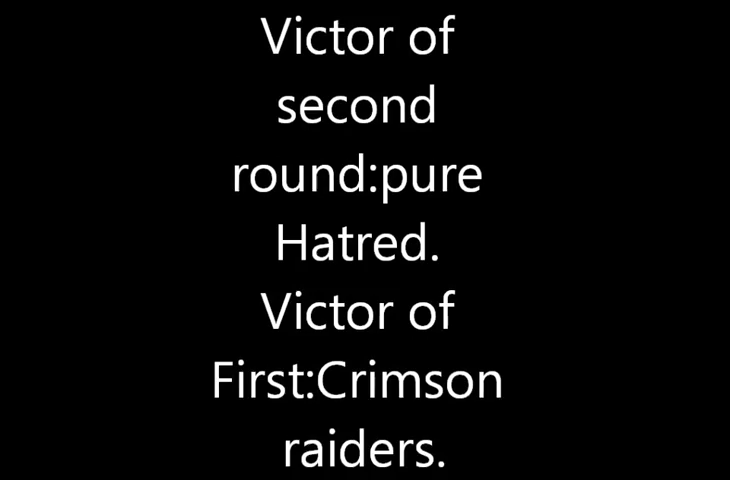 Victor of
second
round:pure
Hatred.
Victor of
First:Crimson
raiders.